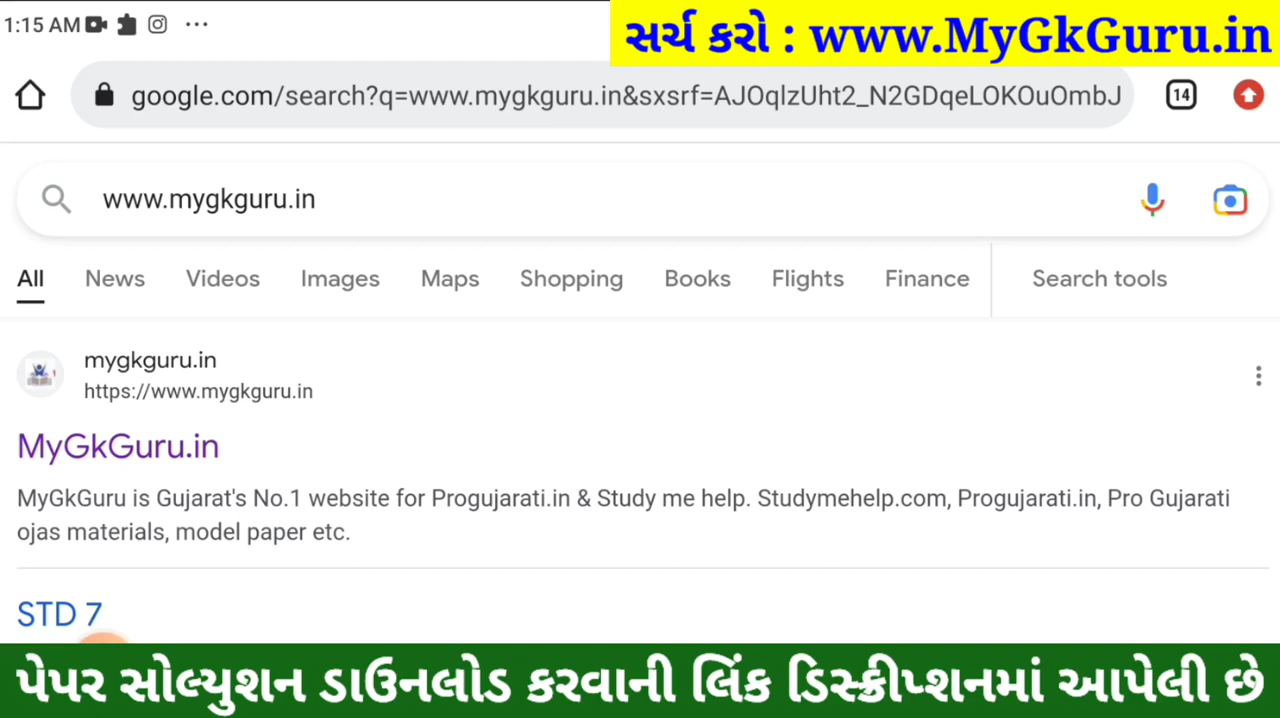 1:15 AM
સર્ચ કરો : www.MyGkGuru.in
google.com/search?q=www.mygkguru.in&sxsrf=AJOqlzUht2_N2GDqeLOKOuOmbJ
14
www.mygkguru.in
All News Videos Images Maps Shopping Books Flights Finance Search tools
mygkguru.in
https://www.mygkguru.in
MyGkGuru.in
MyGkGuru is Gujarat's No.1 website for Progujarati.in & Study me help. Studymehelp.com, Progujarati.in, Pro Gujarati
ojas materials, model paper etc.
STD 7
પેપર સોલ્યુશન ડાઉનલોડ કરવાની લિંક ડિસ્ક્રીપ્શનમાં આપેલી છે